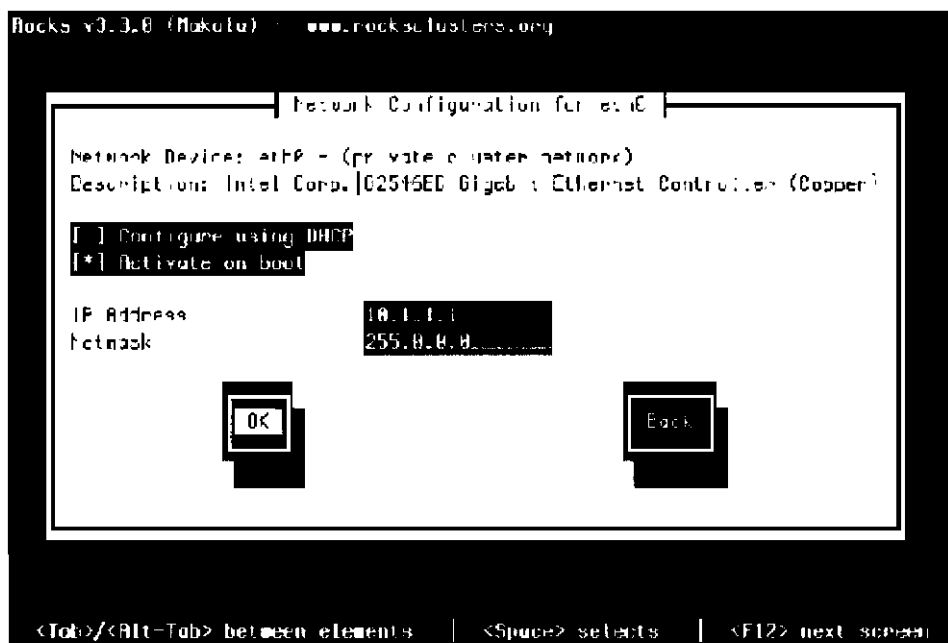 Rocks v3.3.0 (Makalu) www.rocksclusters.org
Network Configuration for eth0
Network Device: eth0 - (private cluster network)
Description: Intel Corp. 82546EB Gigabit Ethernet Controller (Copper)
[ ] Configure using DHCP
[*] Activate on boot
IP Address 10.1.1.1
Netmask 255.0.0.0
OK Back
<Tab>/<Alt-Tab> between elements | <Space> selects | <F12> next screen